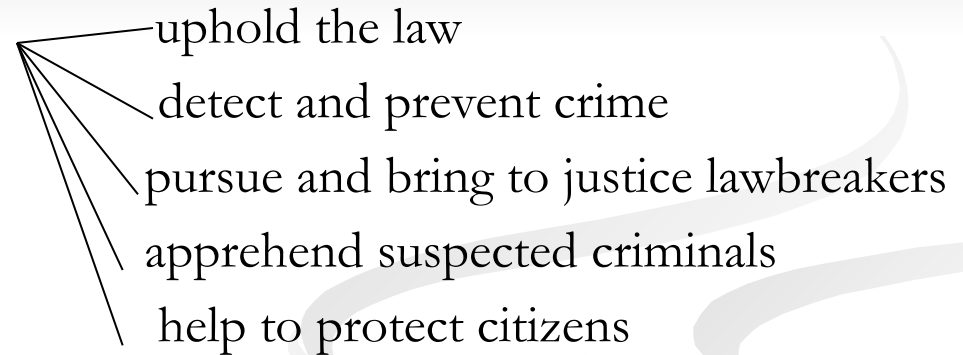 uphold the law
detect and prevent crime
pursue and bring to justice lawbreakers
apprehend suspected criminals
help to protect citizens